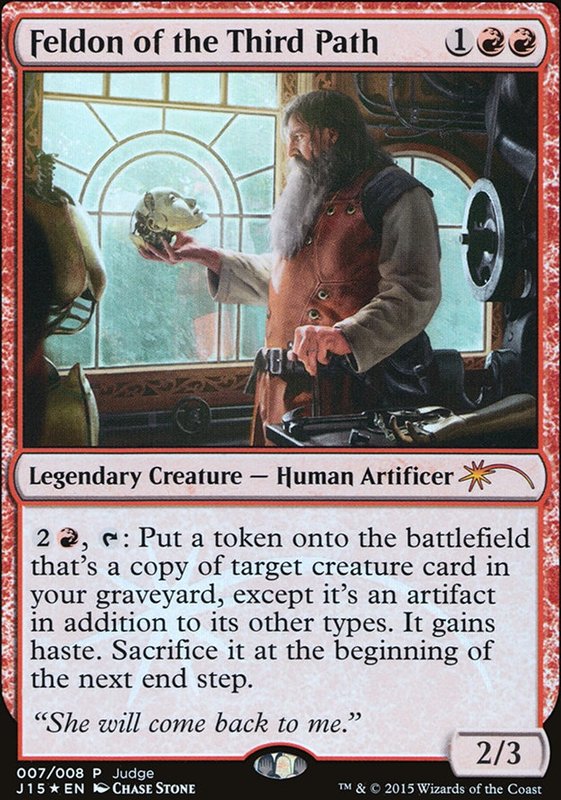 Feldon of the Third Path 1
Legendary Creature — Human Artificer
2 , : Put a token onto the battlefield
that's a copy of target creature card in
your graveyard, except it's an artifact
in addition to its other types. It gains
haste. Sacrifice it at the beginning of
the next end step.
“She will come back to me.”
2/3
007/008 P Judge
J15★EN CHASE STONE
™ & © 2015 Wizards of the Coast